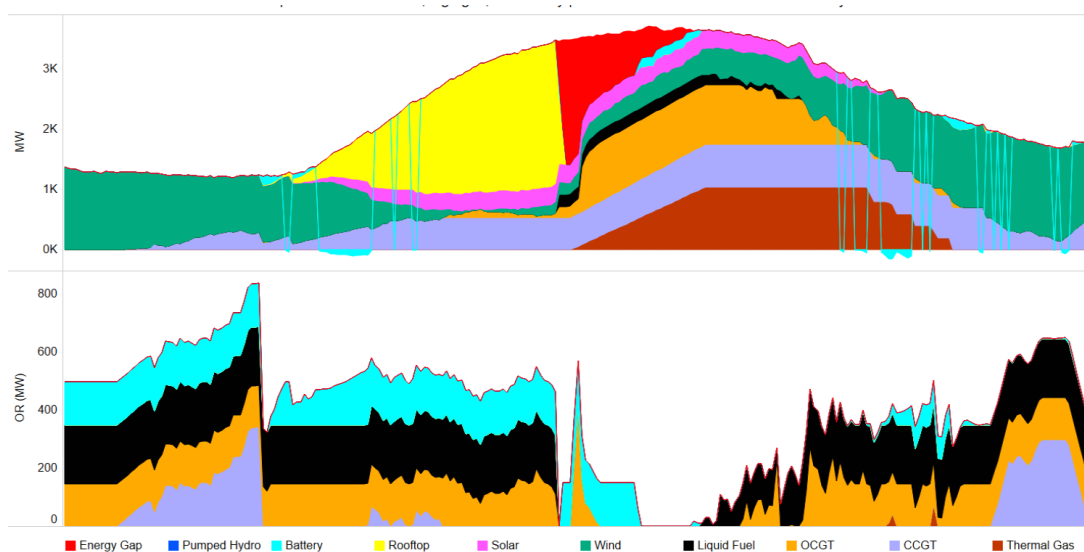 3K
2K
MW
1K
0K
800
600
OR (MW)
400
200
0
Energy Gap Pumped Hydro Battery Rooftop Solar Wind Liquid Fuel OCGT CCGT Thermal Gas